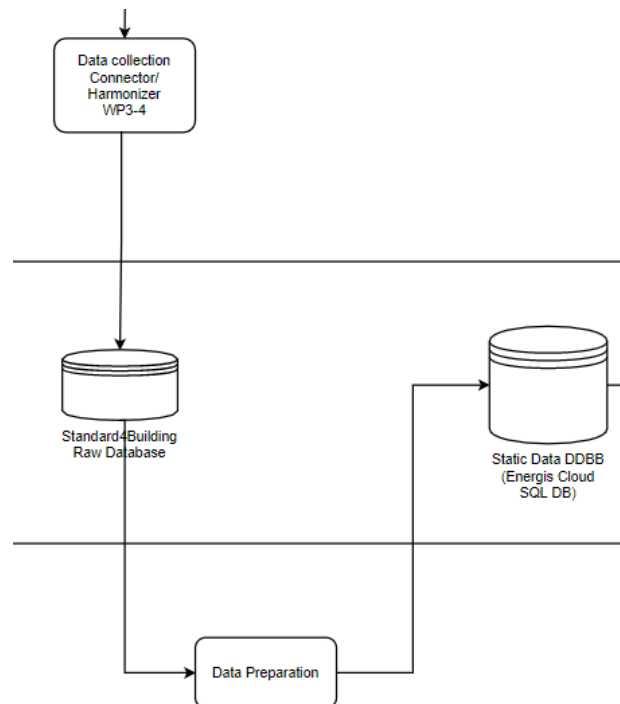 Data collection
Connector/
Harmonizer
WP3-4
Standard4Building
Raw Database
Static Data DDBB
(Energis Cloud
SQL DB)
Data Preparation